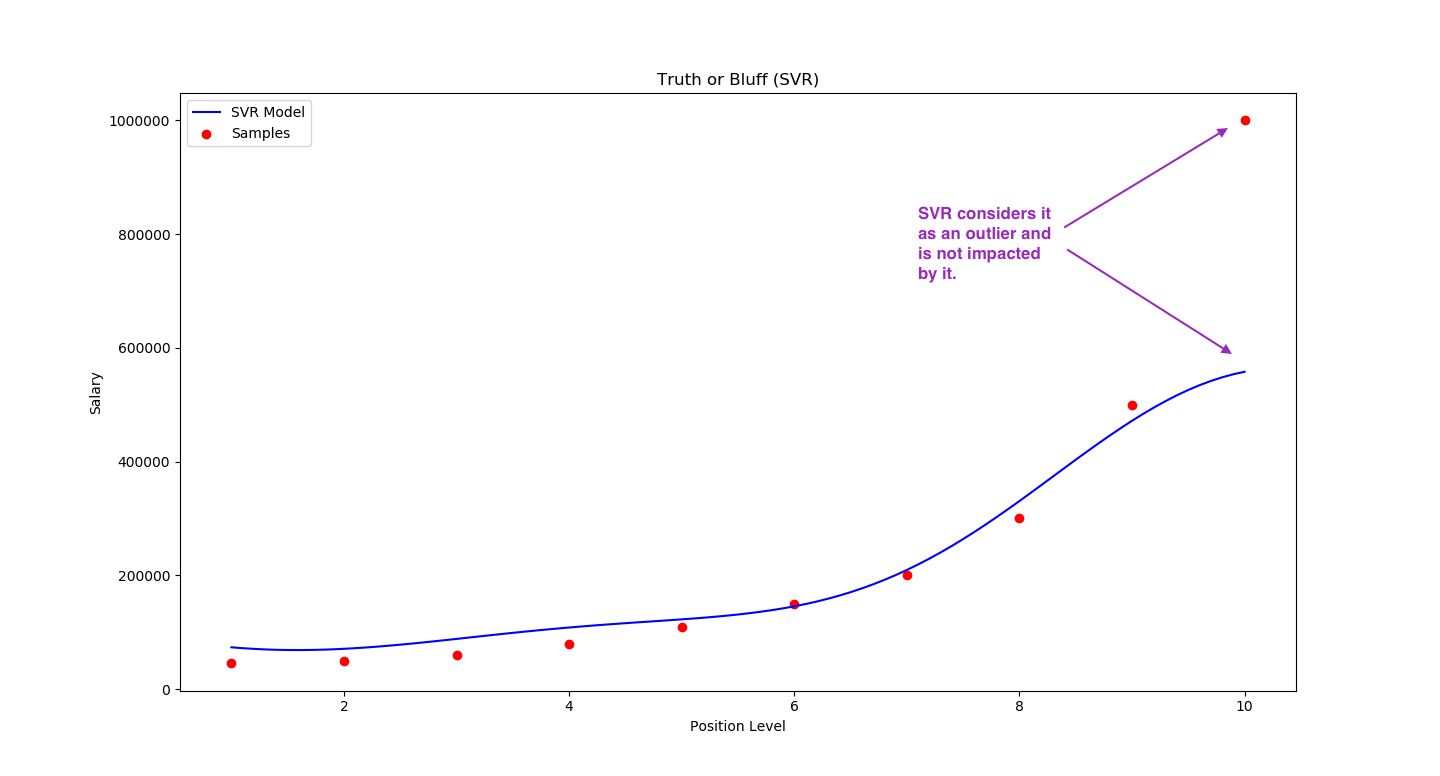 Truth or Bluff (SVR)
SVR Model
Samples
1000000
800000
600000
400000
200000
0
Salary
SVR considers it
as an outlier and
is not impacted
by it.
2
4
6
8
10
Position Level